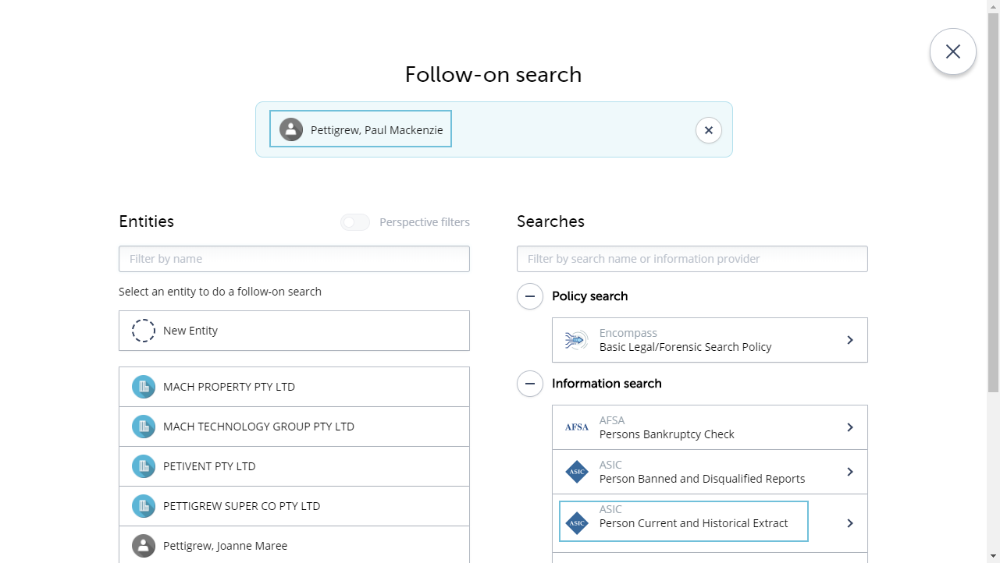 Follow-on search
Pettigrew, Paul Mackenzie
Entities
Perspective filters
Filter by name
Select an entity to do a follow-on search
New Entity
MACH PROPERTY PTY LTD
MACH TECHNOLOGY GROUP PTY LTD
PETIVENT PTY LTD
PETTIGREW SUPER CO PTY LTD
Pettigrew, Joanne Maree
Searches
Filter by search name or information provider
Policy search
Encompass
Basic Legal/Forensic Search Policy
Information search
AFSA
AFSA
Persons Bankruptcy Check
ASIC
ASIC
Person Banned and Disqualified Reports
ASIC
ASIC
Person Current and Historical Extract